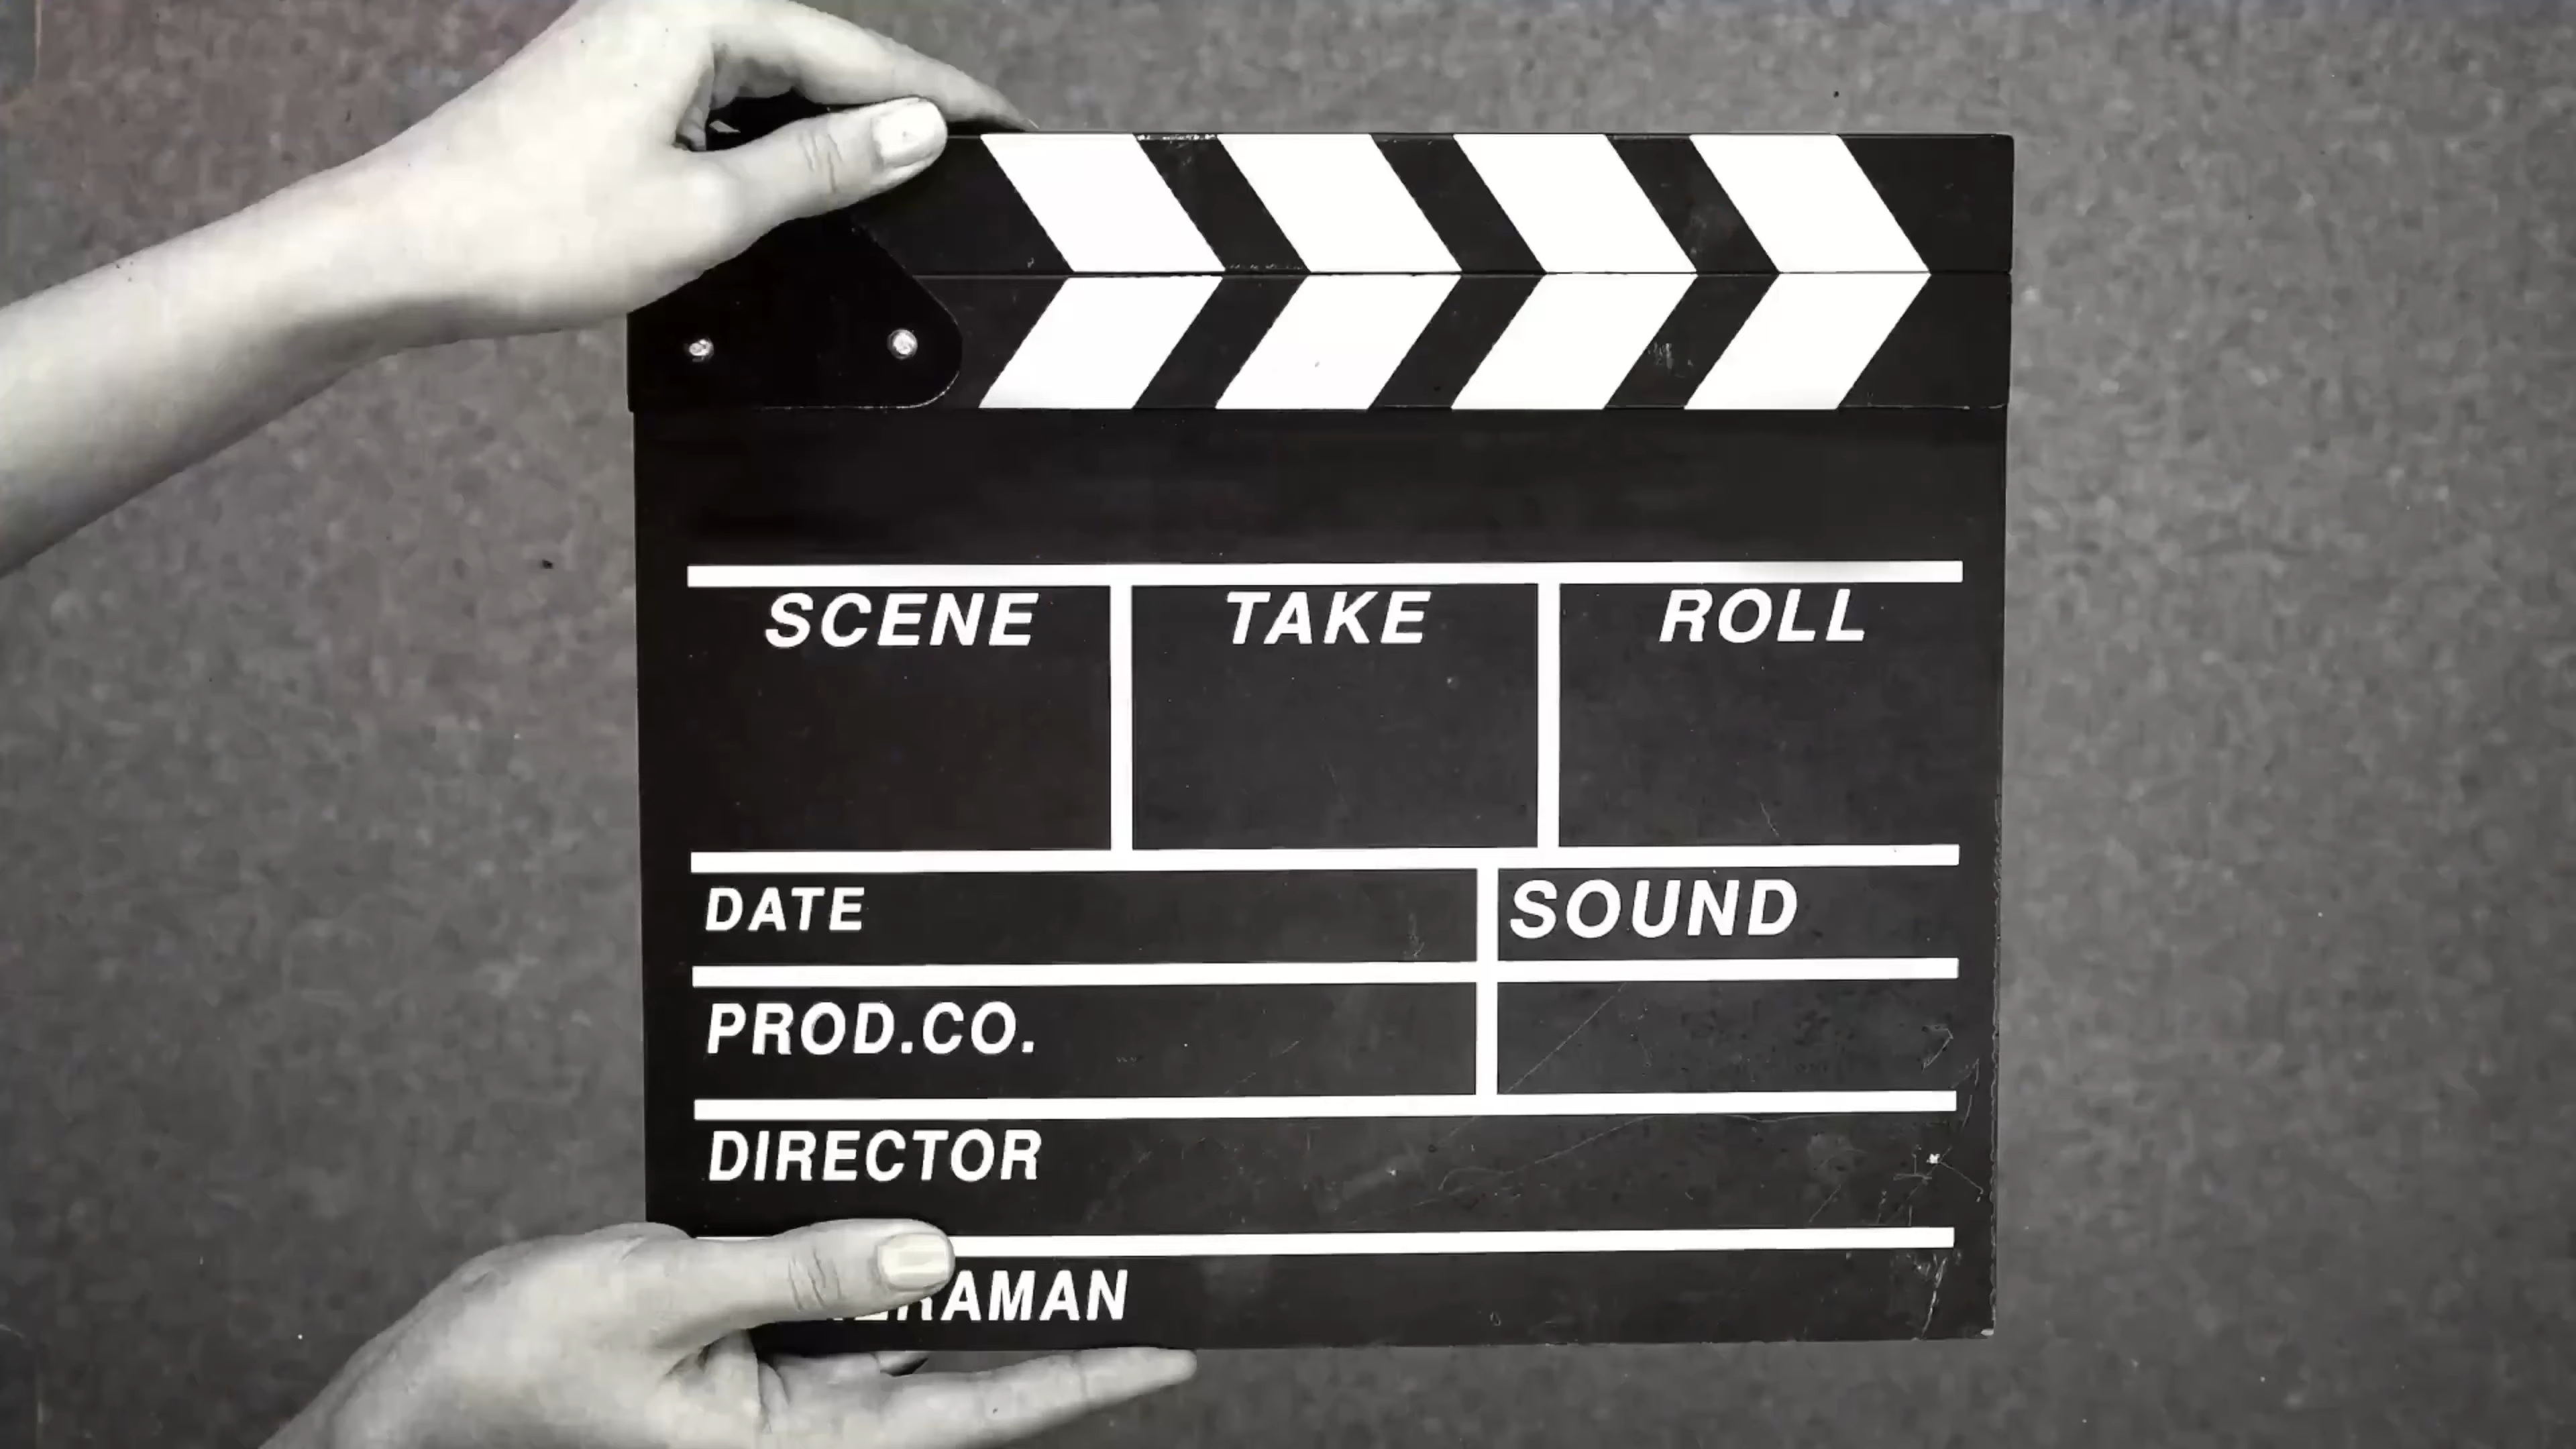 SCENE TAKE ROLL
DATE SOUND
PROD.CO.
DIRECTOR